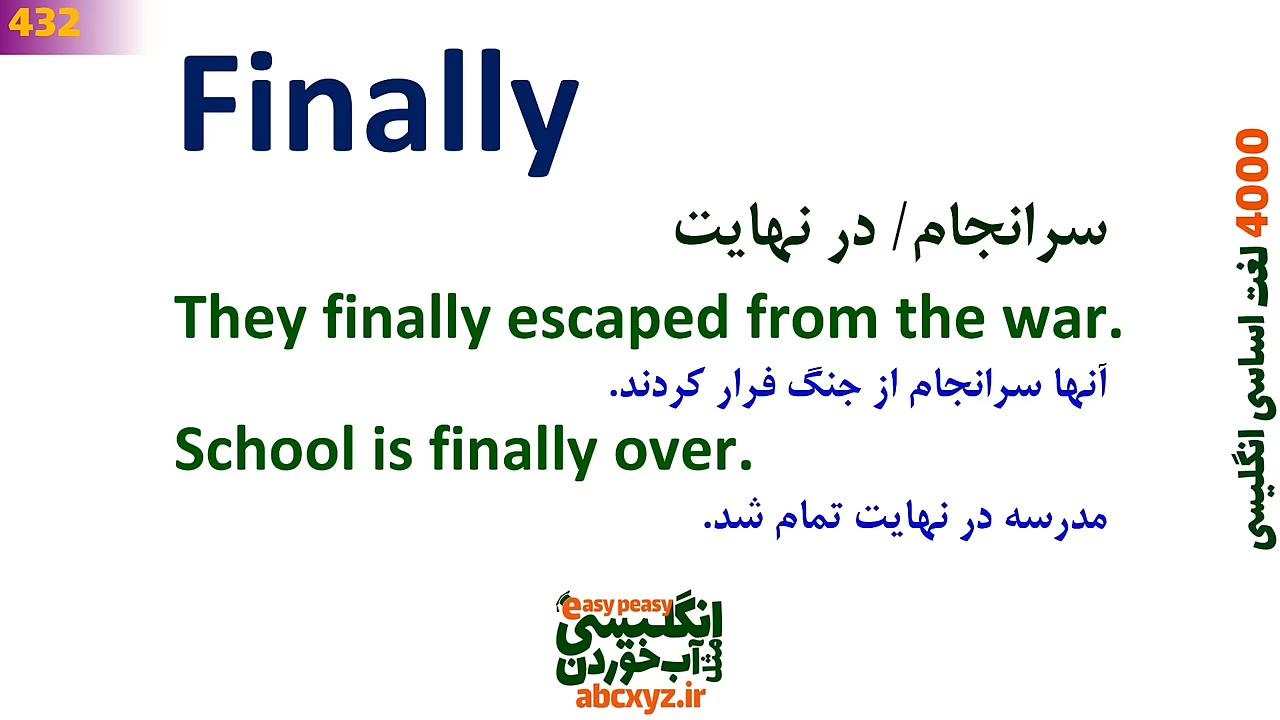 432
Finally
سرانجام/ در نهایت
They finally escaped from the war.
آنها سرانجام از جنگ فرار کردند.
School is finally over.
مدرسه در نهایت تمام شد.
4000 لغت اساسی انگلیسی
easy peasy
انگلیسی
مثل آب خوردن
abcxyz.ir